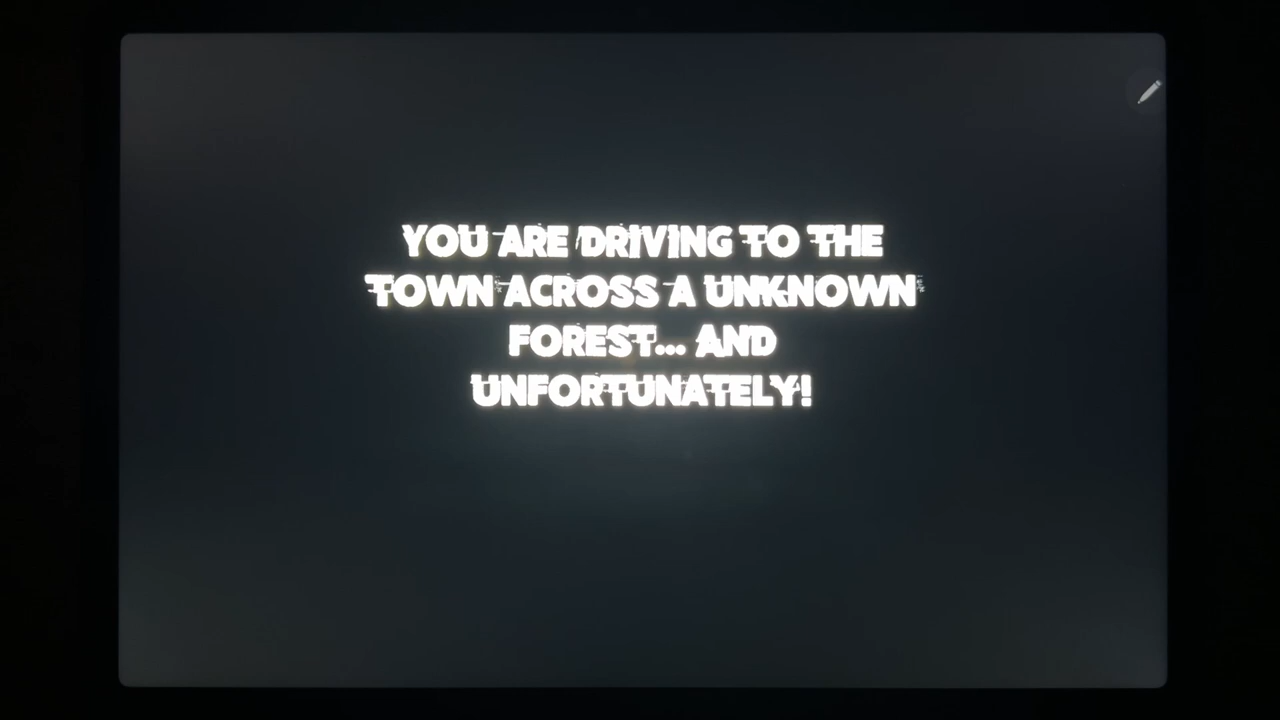 YOU ARE DRIVING TO THE
TOWN ACROSS A UNKNOWN
FOREST... AND
UNFORTUNATELY!